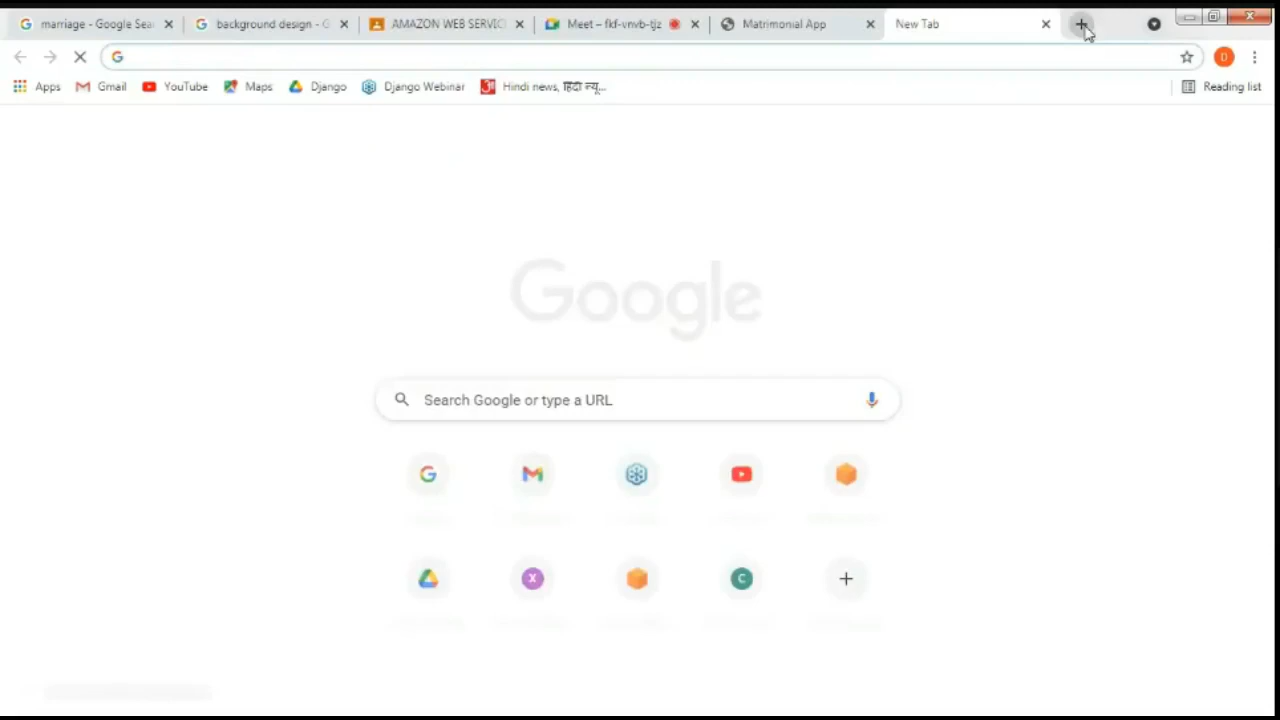 marriage - Google Sea
background design - G
AMAZON WEB SERVIC
Meet – fkf-vnvb-tjz
Matrimonial App
New Tab
G
D
Apps
Gmail
YouTube
Maps
Django
Django Webinar
Hindi news, हिंदी न्यू...
Reading list
Google
Search Google or type a URL
G
X
C